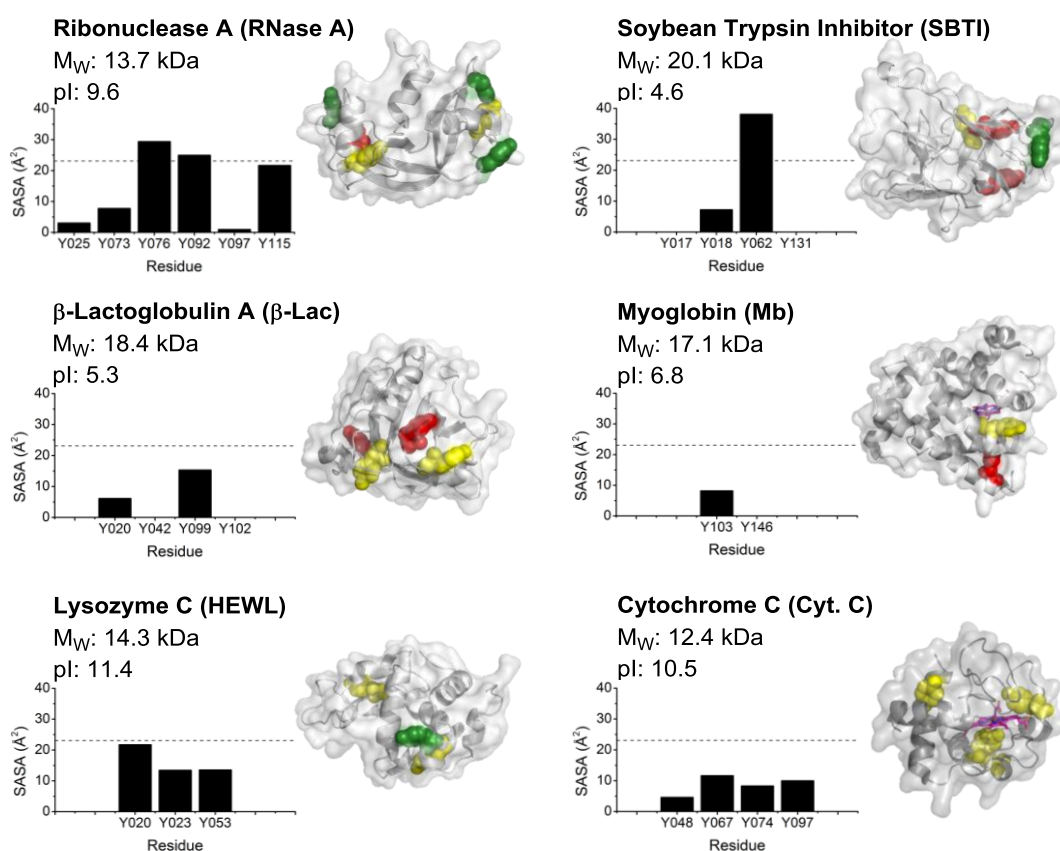 Ribonuclease A (RNase A)
M_W: 13.7 kDa
pI: 9.6
40
30
20
10
0
SASA (Å²)
Y025 Y073 Y076 Y092 Y097 Y115
Residue
Soybean Trypsin Inhibitor (SBTI)
M_W: 20.1 kDa
pI: 4.6
40
30
20
10
0
SASA (Å²)
Y017 Y018 Y062 Y131
Residue
β-Lactoglobulin A (β-Lac)
M_W: 18.4 kDa
pI: 5.3
40
30
20
10
0
SASA (Å²)
Y020 Y042 Y099 Y102
Residue
Myoglobin (Mb)
M_W: 17.1 kDa
pI: 6.8
40
30
20
10
0
SASA (Å²)
Y103 Y146
Residue
Lysozyme C (HEWL)
M_W: 14.3 kDa
pI: 11.4
40
30
20
10
0
SASA (Å²)
Y020 Y023 Y053
Residue
Cytochrome C (Cyt. C)
M_W: 12.4 kDa
pI: 10.5
40
30
20
10
0
SASA (Å²)
Y048 Y067 Y074 Y097
Residue